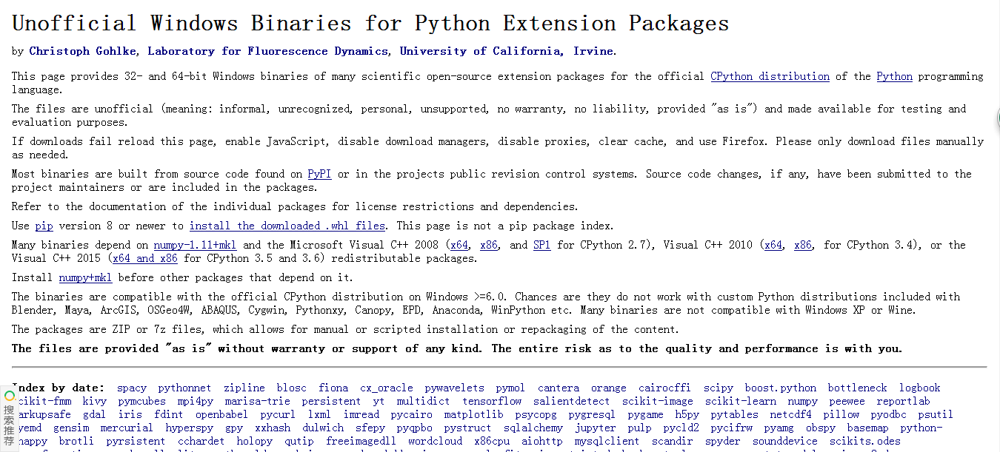 Unofficial Windows Binaries for Python Extension Packages
by Christoph Gohlke, Laboratory for Fluorescence Dynamics, University of California, Irvine.
This page provides 32- and 64-bit Windows binaries of many scientific open-source extension packages for the official CPython distribution of the Python programming
language.
The files are unofficial (meaning: informal, unrecognized, personal, unsupported, no warranty, no liability, provided "as is") and made available for testing and
evaluation purposes.
If downloads fail reload this page, enable JavaScript, disable download managers, disable proxies, clear cache, and use Firefox. Please only download files manually
as needed.
Most binaries are built from source code found on PyPI or in the projects public revision control systems. Source code changes, if any, have been submitted to the
project maintainers or are included in the packages.
Refer to the documentation of the individual packages for license restrictions and dependencies.
Use pip version 8 or newer to install the downloaded .whl files. This page is not a pip package index.
Many binaries depend on numpy-1.11+mkl and the Microsoft Visual C++ 2008 (x64, x86, and SP1 for CPython 2.7), Visual C++ 2010 (x64, x86, for CPython 3.4), or the
Visual C++ 2015 (x64 and x86 for CPython 3.5 and 3.6) redistributable packages.
Install numpy+mkl before other packages that depend on it.
The binaries are compatible with the official CPython distribution on Windows >=6.0. Chances are they do not work with custom Python distributions included with
Blender, Maya, ArcGIS, OSGeo4W, ABAQUS, Cygwin, Pythonxy, Canopy, EPD, Anaconda, WinPython etc. Many binaries are not compatible with Windows XP or Wine.
The packages are ZIP or 7z files, which allows for manual or scripted installation or repackaging of the content.
The files are provided "as is" without warranty or support of any kind. The entire risk as to the quality and performance is with you.
Index by date: spacy pythonnet zipline blosc fiona cx_oracle pywavelets pymol cantera orange cairocffi scipy boost.python bottleneck logbook
cikit-fmm kivy pymcubes mpi4py marisa-trie persistent yt multidict tensorflow salientdetect scikit-image scikit-learn numpy peewee reportlab
arkupsafe gdal iris fdint openbabel pycurl lxml imread pycairo matplotlib psycopg pygresql pygame h5py pytables netcdf4 pillow pyodbc psutil
yemd gensim mercurial hyperspy gpy xxhash dulwich sfepy pyqpbo pystruct sqlalchemy jupyter pulp pycld2 pycifrw pyamg obspy basemap python-
nappy brotli pyrsistent cchardet holopy qutip freeimagedll wordcloud x86cpu aiohttp mysqlclient scandir spyder sounddevice scikits.odes
搜索推荐